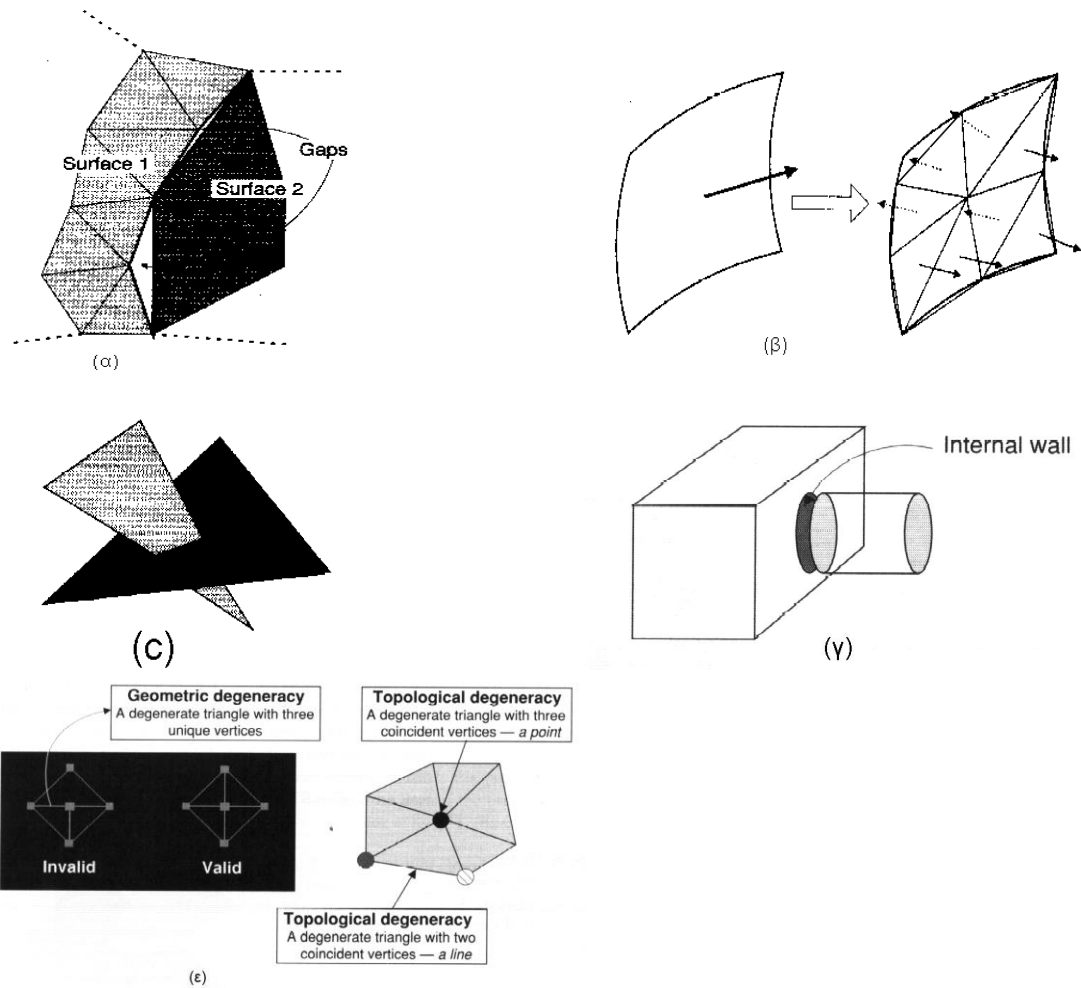 Gaps
Surface 1
Surface 2
(α)
(β)
(c)
Internal wall
(γ)
Geometric degeneracy
A degenerate triangle with three
unique vertices
Topological degeneracy
A degenerate triangle with three
coincident vertices — a point
Invalid
Valid
Topological degeneracy
A degenerate triangle with two
coincident vertices — a line
(ε)